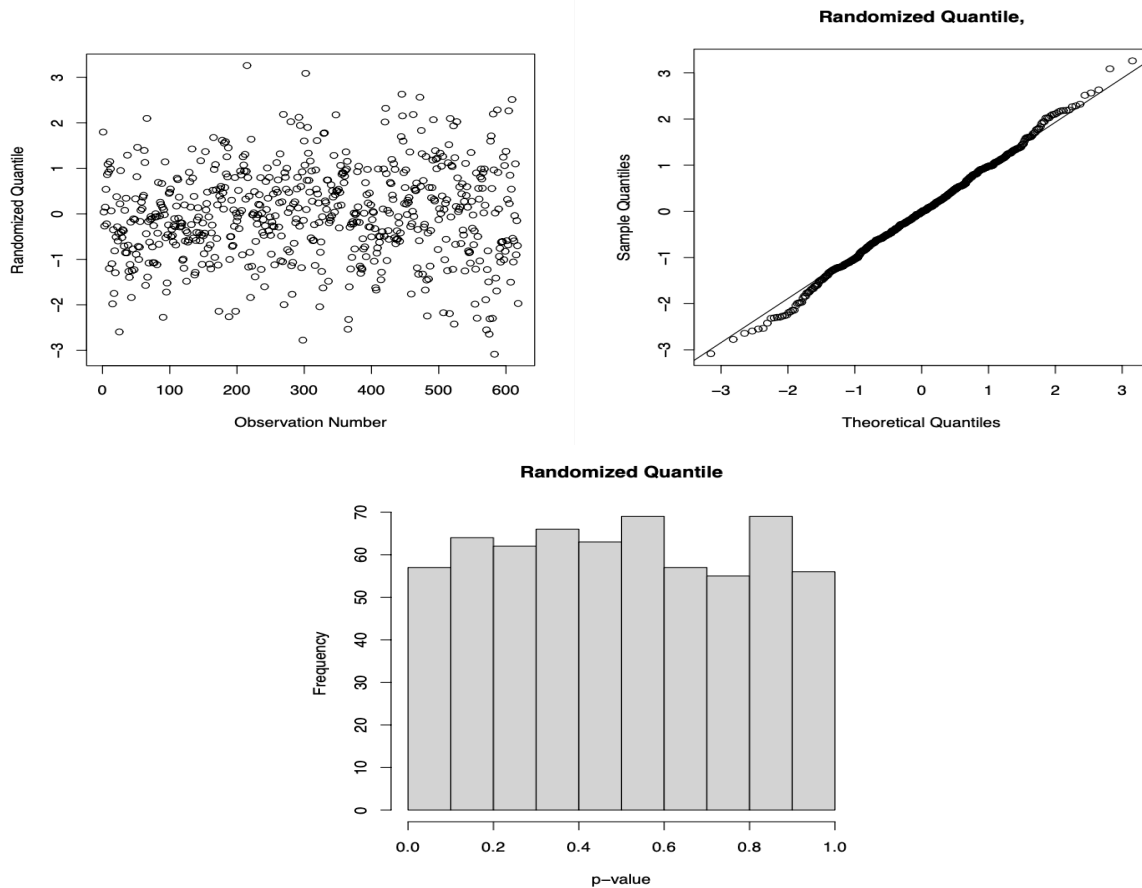 Randomized Quantile
3
2
1
0
−1
−2
−3
0 100 200 300 400 500 600
Observation Number
Randomized Quantile,
Sample Quantiles
3
2
1
0
−1
−2
−3
−3 −2 −1 0 1 2 3
Theoretical Quantiles
Randomized Quantile
Frequency
70
60
50
40
30
20
10
0
0.0 0.2 0.4 0.6 0.8 1.0
p−value